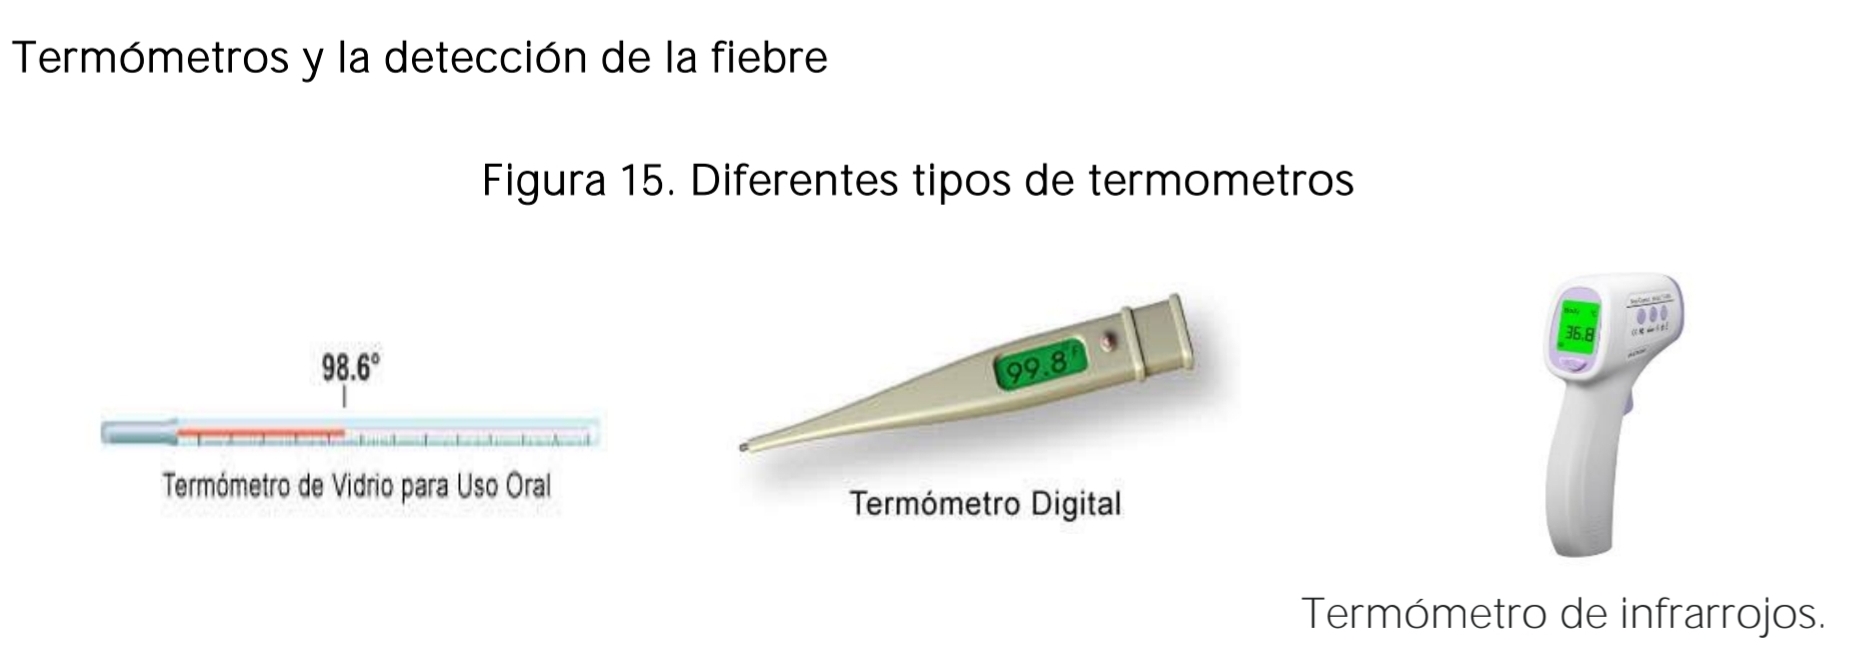 Termómetros y la detección de la fiebre
Figura 15. Diferentes tipos de termometros
98.6°
Termómetro de Vidrio para Uso Oral
99.8°F
Termómetro Digital
36.8
Termómetro de infrarrojos.